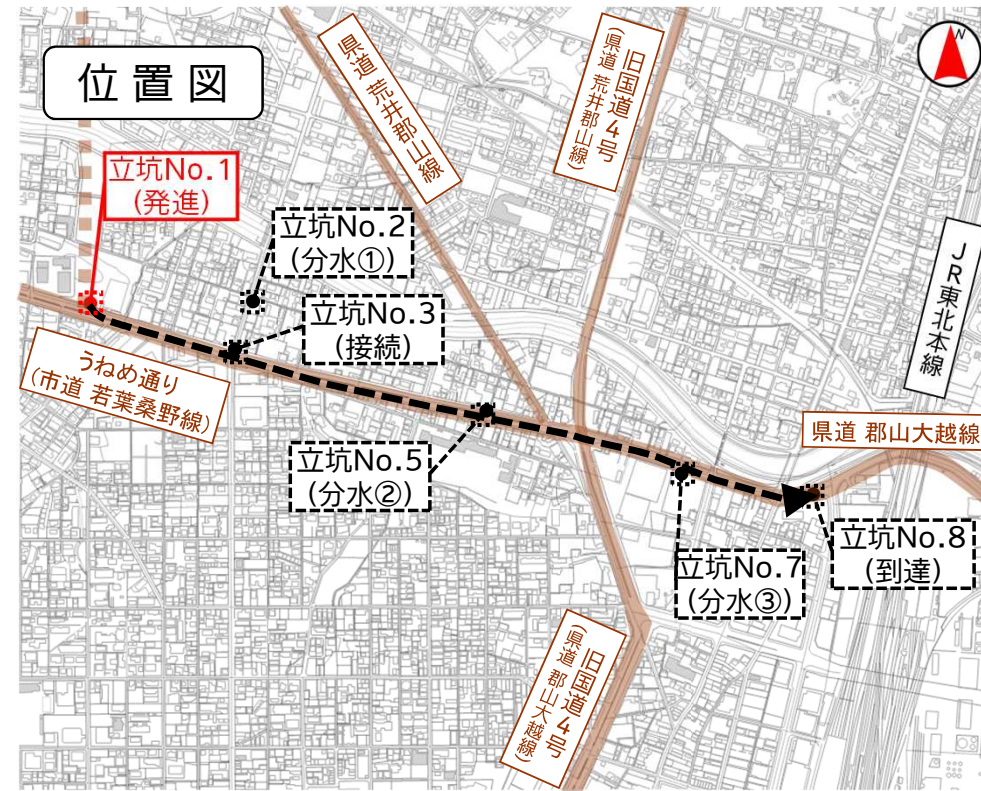 位置図
N
県道 荒井郡山線
旧国道4号
(県道 荒井郡山線)
立坑No.1
(発進)
立坑No.2
(分水①)
立坑No.3
(接続)
JR東北本線
うねめ通り
(市道 若葉桑野線)
県道 郡山大越線
立坑No.5
(分水②)
立坑No.7
(分水③)
立坑No.8
(到達)
旧国道4号
(県道 郡山大越線)